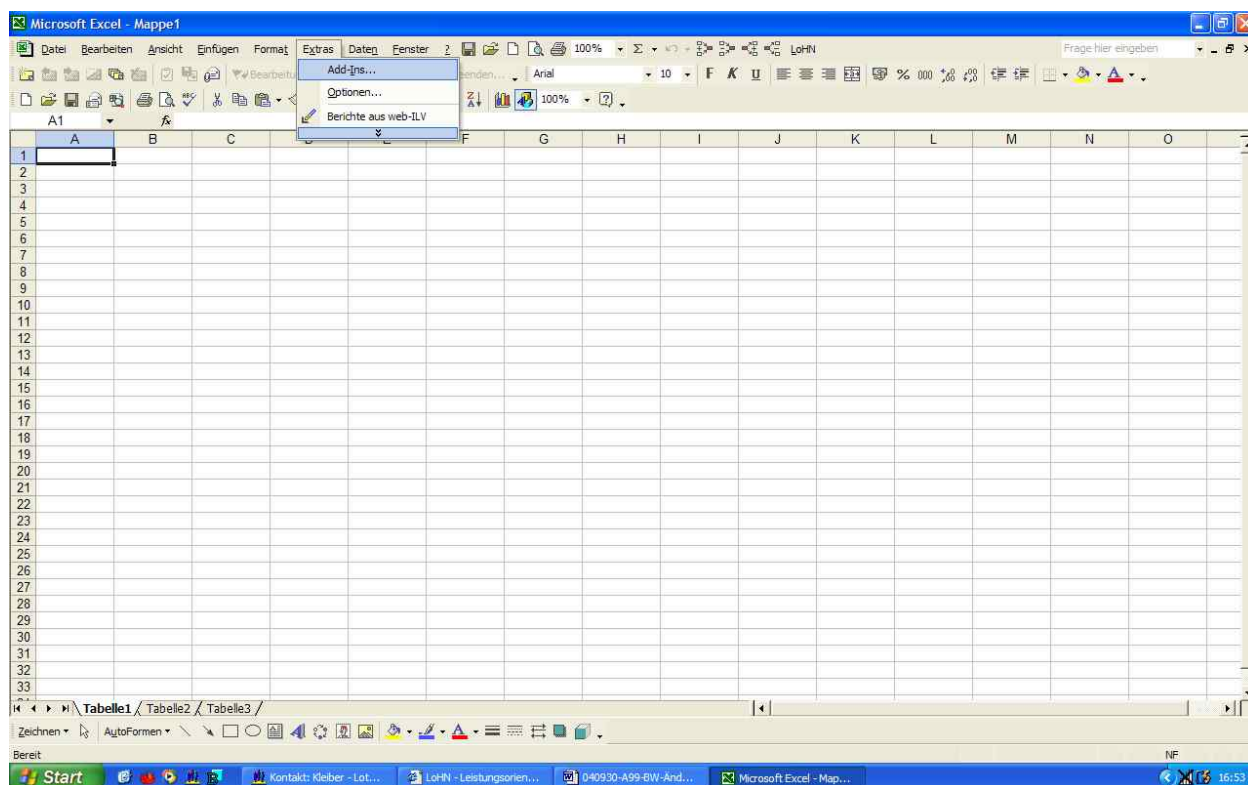 Microsoft Excel - Mappe1
Datei Bearbeiten Ansicht Einfügen Format Extras Daten Fenster ? 100% Σ LoHN Frage hier eingeben
Add-Ins...
Optionen...
Berichte aus web-ILV
Arial 10 F K U % 000
100%
A1 fx
A B C E F G H I J K L M N O
1
2
3
4
5
6
7
8
9
10
11
12
13
14
15
16
17
18
19
20
21
22
23
24
25
26
27
28
29
30
31
32
33
Tabelle1 Tabelle2 Tabelle3
Zeichnen AutoFormen
Bereit NF
Start Kontakt: Kleiber - Lot... LoHN - Leistungsorien... 040930-A99-BW-Änd... Microsoft Excel - Map... 16:53